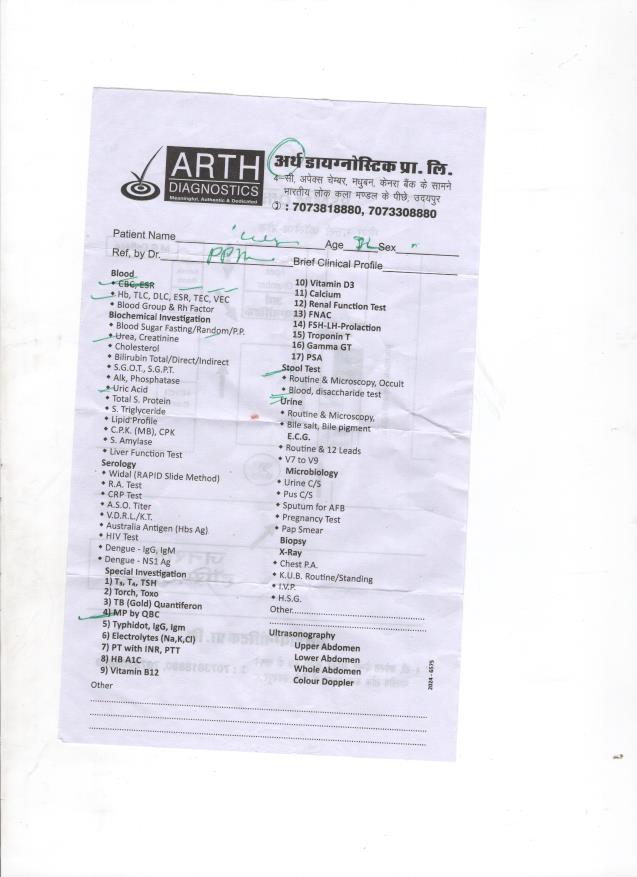 ARTH
DIAGNOSTICS
Meaningful, Authentic & Dedicated
अर्थ डायग्नोस्टिक प्रा. लि.
4-सी, अपेक्स चेम्बर, मधुबन, केनरा बैंक के सामने
भारतीय लोक कला मण्डल के पीछे, उदयपुर
: 7073818880, 7073308880
Patient Name Age Sex
Ref, by Dr. Brief Clinical Profile
Blood
CBC, ESR
Hb, TLC, DLC, ESR, TEC, VEC
Blood Group & Rh Factor
Biochemical Investigation
Blood Sugar Fasting/Random/P.P.
Urea, Creatinine
Cholesterol
Bilirubin Total/Direct/Indirect
S.G.O.T., S.G.P.T.
Alk, Phosphatase
Uric Acid
Total S. Protein
S. Triglyceride
Lipid Profile
C.P.K. (MB), CPK
S. Amylase
Liver Function Test
Serology
Widal (RAPID Slide Method)
R.A. Test
CRP Test
A.S.O. Titer
V.D.R.L./K.T.
Australia Antigen (Hbs Ag)
HIV Test
Dengue - IgG, IgM
Dengue - NS1 Ag
Special Investigation
1) T₃, T₄, TSH
2) Torch, Toxo
3) TB (Gold) Quantiferon
4) MP by QBC
5) Typhidot, IgG, Igm
6) Electrolytes (Na,K,Cl)
7) PT with INR, PTT
8) HB A1C
9) Vitamin B12
10) Vitamin D3
11) Calcium
12) Renal Function Test
13) FNAC
14) FSH-LH-Prolaction
15) Troponin T
16) Gamma GT
17) PSA
Stool Test
Routine & Microscopy, Occult
Blood, disaccharide test
Urine
Routine & Microscopy,
Bile salt, Bile pigment
E.C.G.
Routine & 12 Leads
V7 to V9
Microbiology
Urine C/S
Pus C/S
Sputum for AFB
Pregnancy Test
Pap Smear
Biopsy
X-Ray
Chest P.A.
K.U.B. Routine/Standing
I.V.P.
H.S.G.
Other
Ultrasonography
Upper Abdomen
Lower Abdomen
Whole Abdomen
Colour Doppler
2024 - 6575
Other